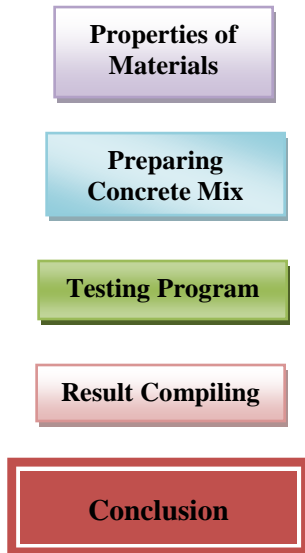 Properties of
Materials
Preparing
Concrete Mix
Testing Program
Result Compiling
Conclusion